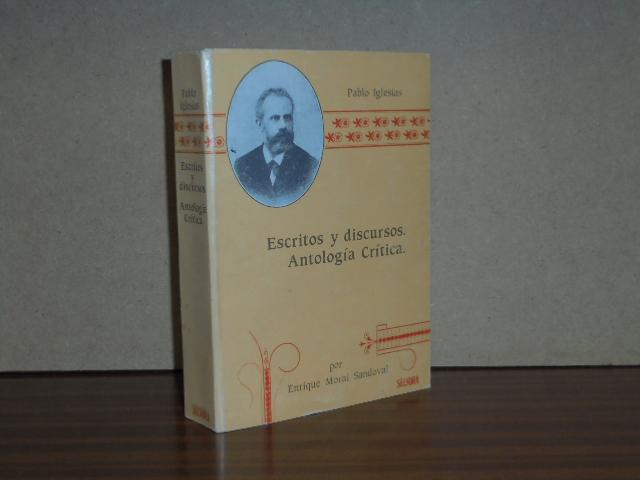 Pablo
Iglesias
Escritos
y
discursos
Antología
Crítica.
Pablo Iglesias
Escritos y discursos.
Antología Crítica.
por
Enrique Moral Sandoval